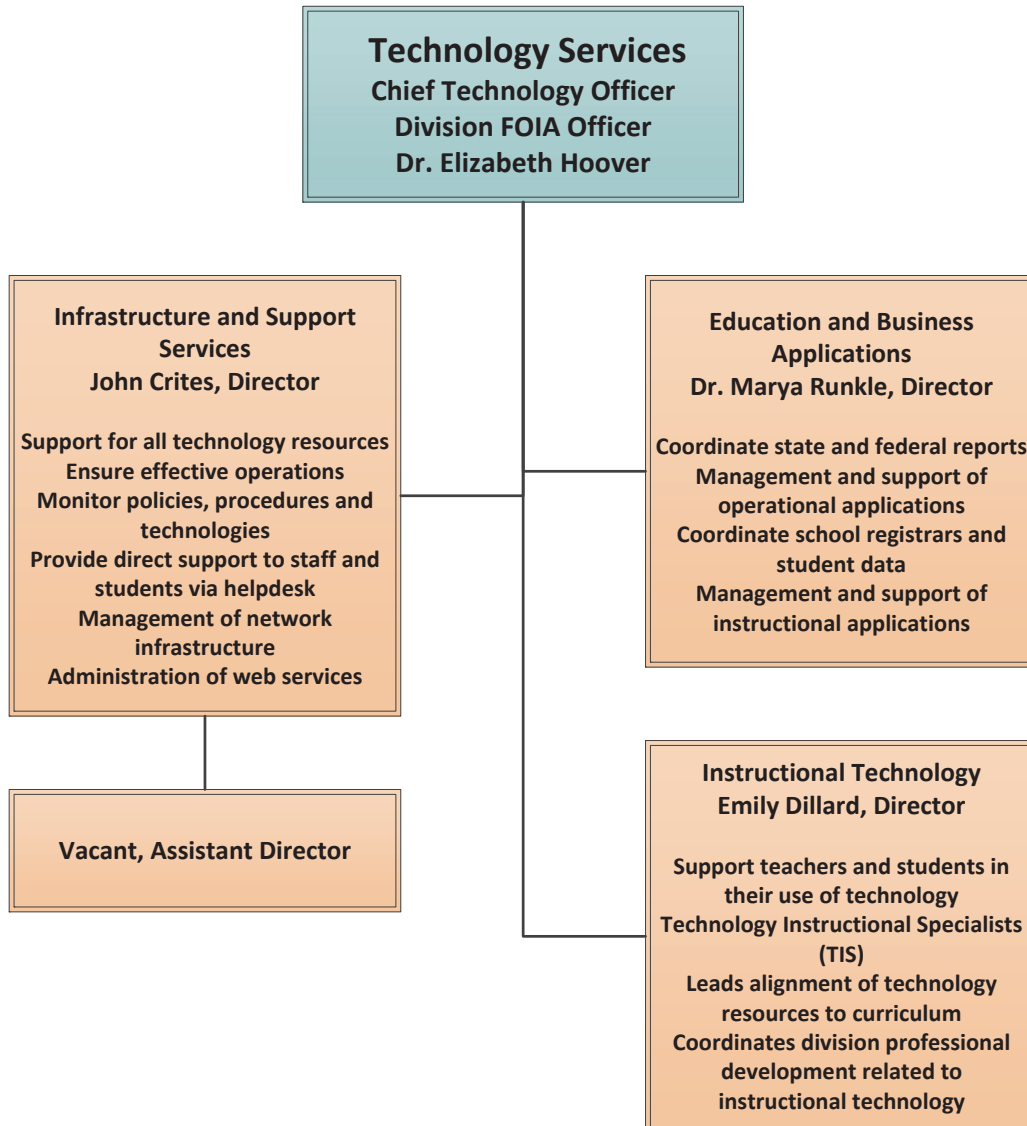 Technology Services
Chief Technology Officer
Division FOIA Officer
Dr. Elizabeth Hoover
Infrastructure and Support
Services
John Crites, Director
Support for all technology resources
Ensure effective operations
Monitor policies, procedures and
technologies
Provide direct support to staff and
students via helpdesk
Management of network
infrastructure
Administration of web services
Vacant, Assistant Director
Education and Business
Applications
Dr. Marya Runkle, Director
Coordinate state and federal reports
Management and support of
operational applications
Coordinate school registrars and
student data
Management and support of
instructional applications
Instructional Technology
Emily Dillard, Director
Support teachers and students in
their use of technology
Technology Instructional Specialists
(TIS)
Leads alignment of technology
resources to curriculum
Coordinates division professional
development related to
instructional technology